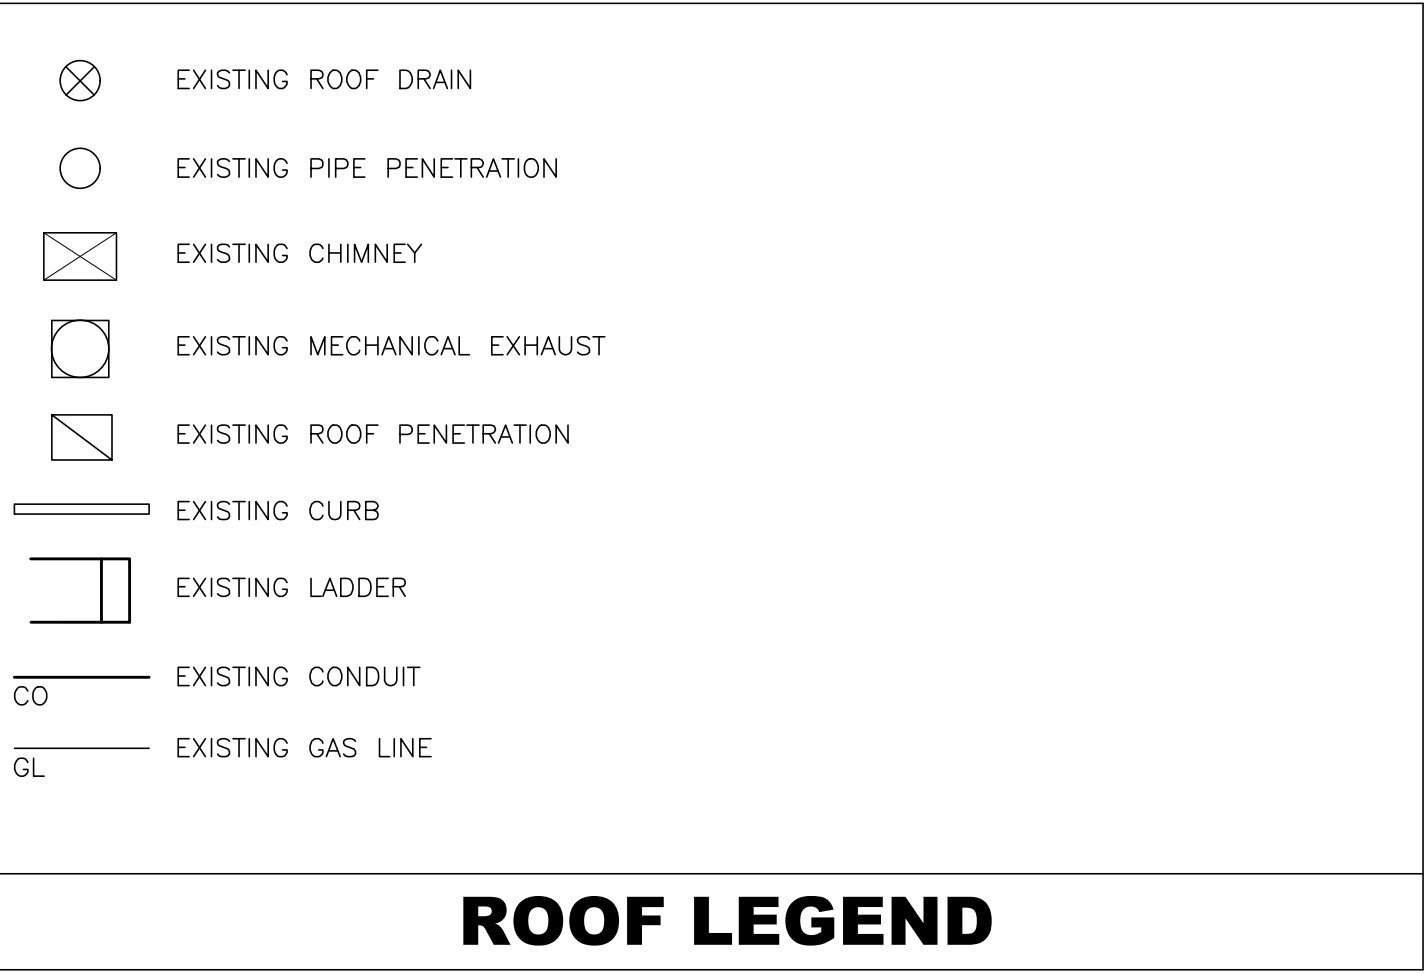 EXISTING ROOF DRAIN
EXISTING PIPE PENETRATION
EXISTING CHIMNEY
EXISTING MECHANICAL EXHAUST
EXISTING ROOF PENETRATION
EXISTING CURB
EXISTING LADDER
EXISTING CONDUIT
CO
EXISTING GAS LINE
GL
ROOF LEGEND